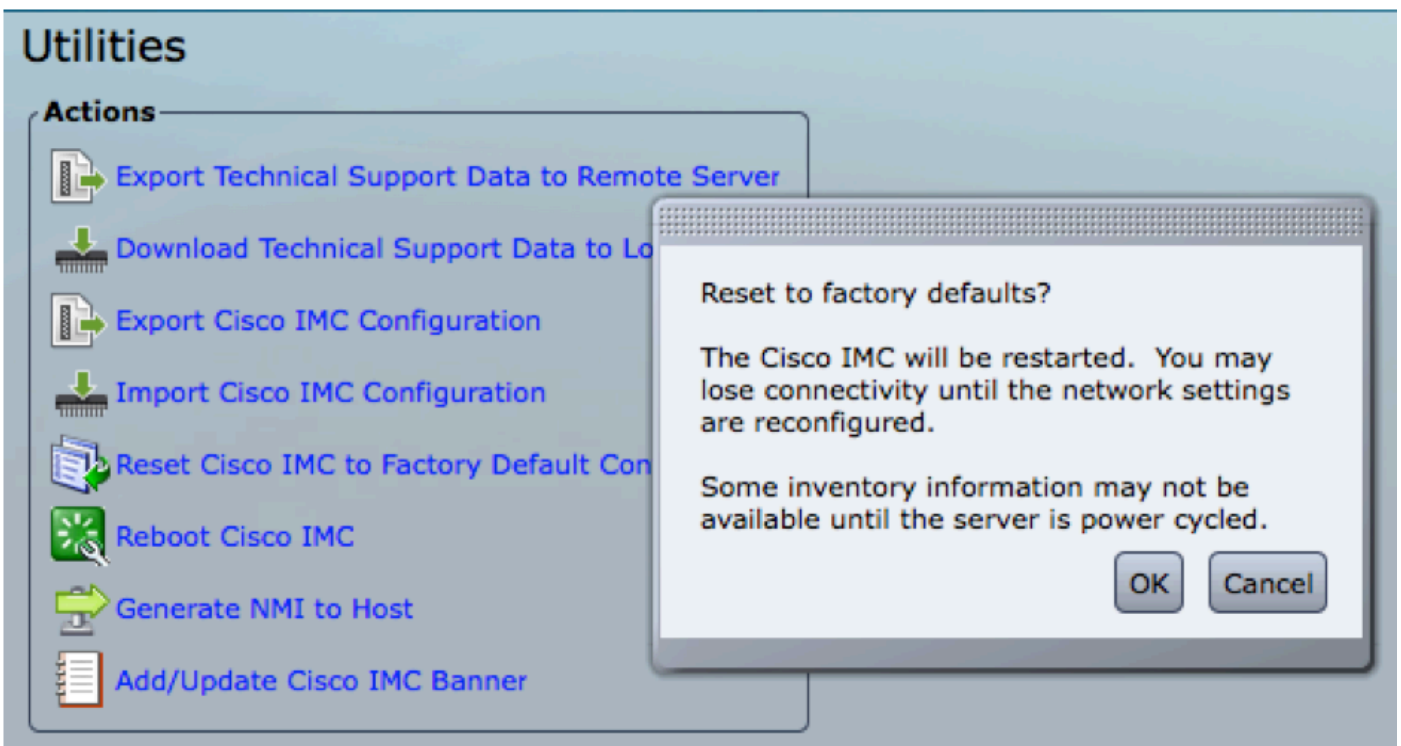 Utilities
Actions
Export Technical Support Data to Remote Server
Download Technical Support Data to Lo
Export Cisco IMC Configuration
Import Cisco IMC Configuration
Reset Cisco IMC to Factory Default Con
Reboot Cisco IMC
Generate NMI to Host
Add/Update Cisco IMC Banner
Reset to factory defaults?
The Cisco IMC will be restarted. You may
lose connectivity until the network settings
are reconfigured.
Some inventory information may not be
available until the server is power cycled.
OK Cancel